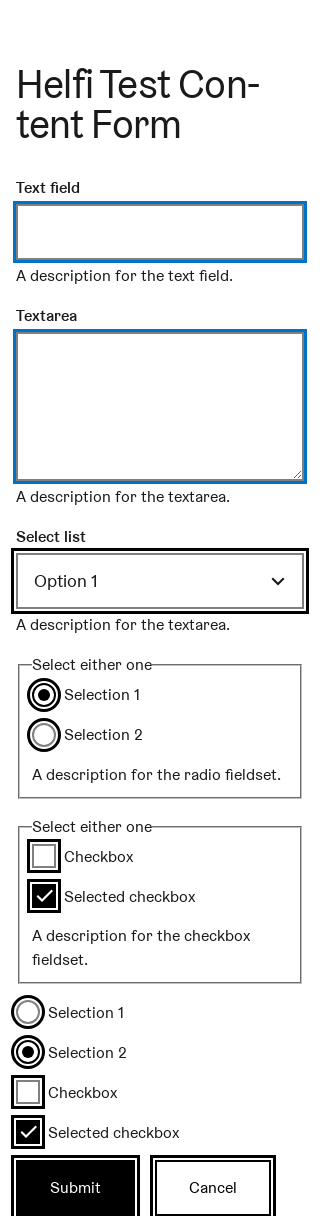 Helfi Test Con-
tent Form
Text field
A description for the text field.
Textarea
A description for the textarea.
Select list
Option 1
A description for the textarea.
Select either one
Selection 1
Selection 2
A description for the radio fieldset.
Select either one
Checkbox
Selected checkbox
A description for the checkbox
fieldset.
Selection 1
Selection 2
Checkbox
Selected checkbox
Submit
Cancel